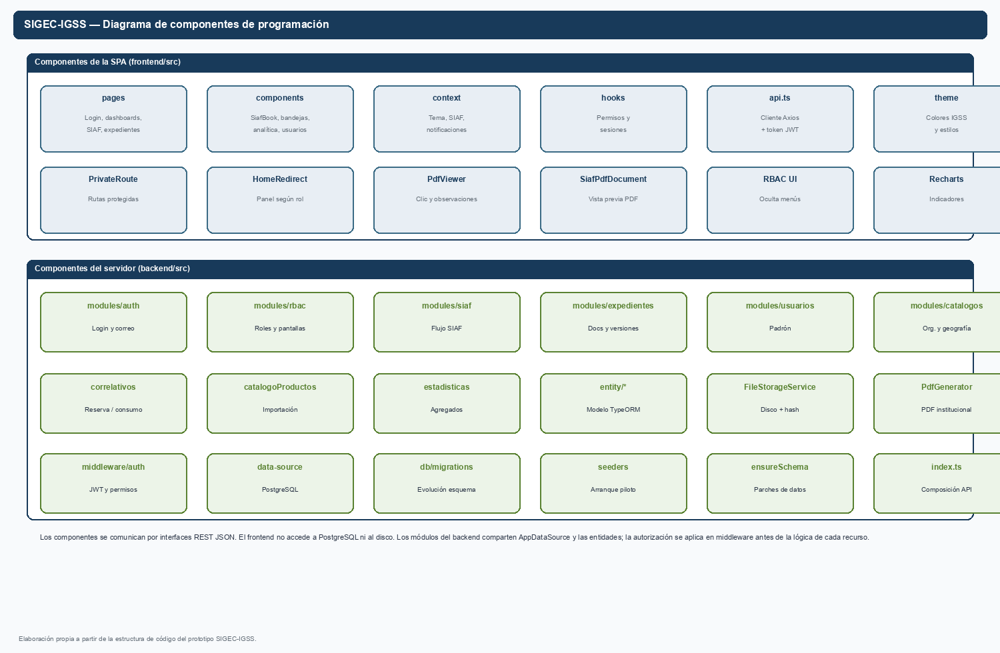 SIGEC-IGSS — Diagrama de componentes de programación
Componentes de la SPA (frontend/src)
pages
Login, dashboards,
SIAF, expedientes
components
SiafBook, bandejas,
analítica, usuarios
context
Tema, SIAF,
notificaciones
hooks
Permisos y
sesiones
api.ts
Cliente Axios
+ token JWT
theme
Colores IGSS
y estilos
PrivateRoute
Rutas protegidas
HomeRedirect
Panel según rol
PdfViewer
Clic y observaciones
SiafPdfDocument
Vista previa PDF
RBAC UI
Oculta menús
Recharts
Indicadores
Componentes del servidor (backend/src)
modules/auth
Login y correo
modules/rbac
Roles y pantallas
modules/siaf
Flujo SIAF
modules/expedientes
Docs y versiones
modules/usuarios
Padrón
modules/catalogos
Org. y geografía
correlativos
Reserva / consumo
catalogoProductos
Importación
estadisticas
Agregados
entity/*
Modelo TypeORM
FileStorageService
Disco + hash
PdfGenerator
PDF institucional
middleware/auth
JWT y permisos
data-source
PostgreSQL
db/migrations
Evolución esquema
seeders
Arranque piloto
ensureSchema
Parches de datos
index.ts
Composición API
Los componentes se comunican por interfaces REST JSON. El frontend no accede a PostgreSQL ni al disco. Los módulos del backend comparten AppDataSource y las entidades; la autorización se aplica en middleware antes de la lógica de cada recurso.
Elaboración propia a partir de la estructura de código del prototipo SIGEC-IGSS.